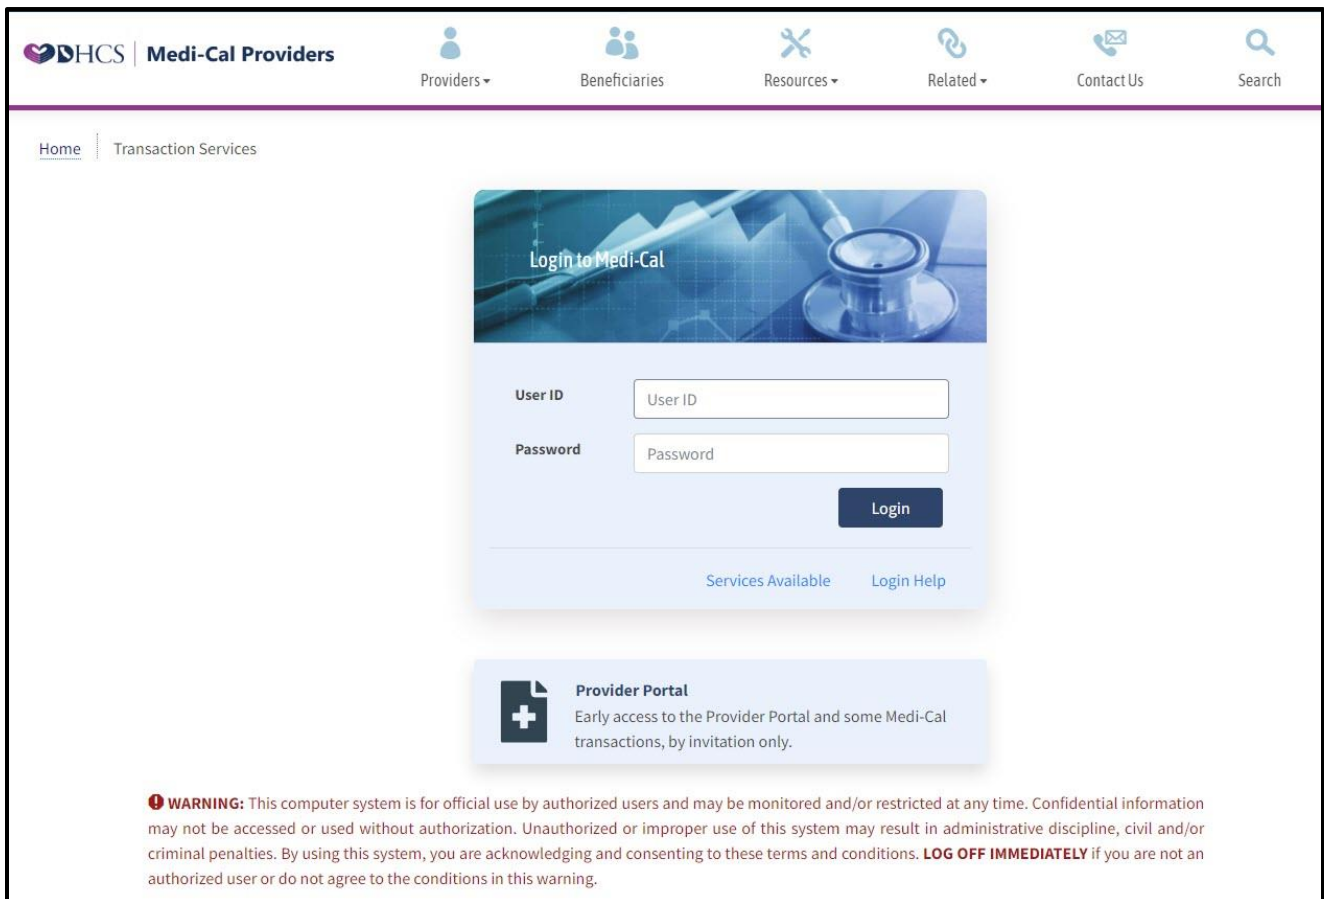 DHCS | Medi-Cal Providers
Providers
Beneficiaries
Resources
Related
Contact Us
Search
Home
Transaction Services
Login to Medi-Cal
User ID
User ID
Password
Password
Login
Services Available
Login Help
Provider Portal
Early access to the Provider Portal and some Medi-Cal
transactions, by invitation only.
WARNING: This computer system is for official use by authorized users and may be monitored and/or restricted at any time. Confidential information
may not be accessed or used without authorization. Unauthorized or improper use of this system may result in administrative discipline, civil and/or
criminal penalties. By using this system, you are acknowledging and consenting to these terms and conditions. LOG OFF IMMEDIATELY if you are not an
authorized user or do not agree to the conditions in this warning.